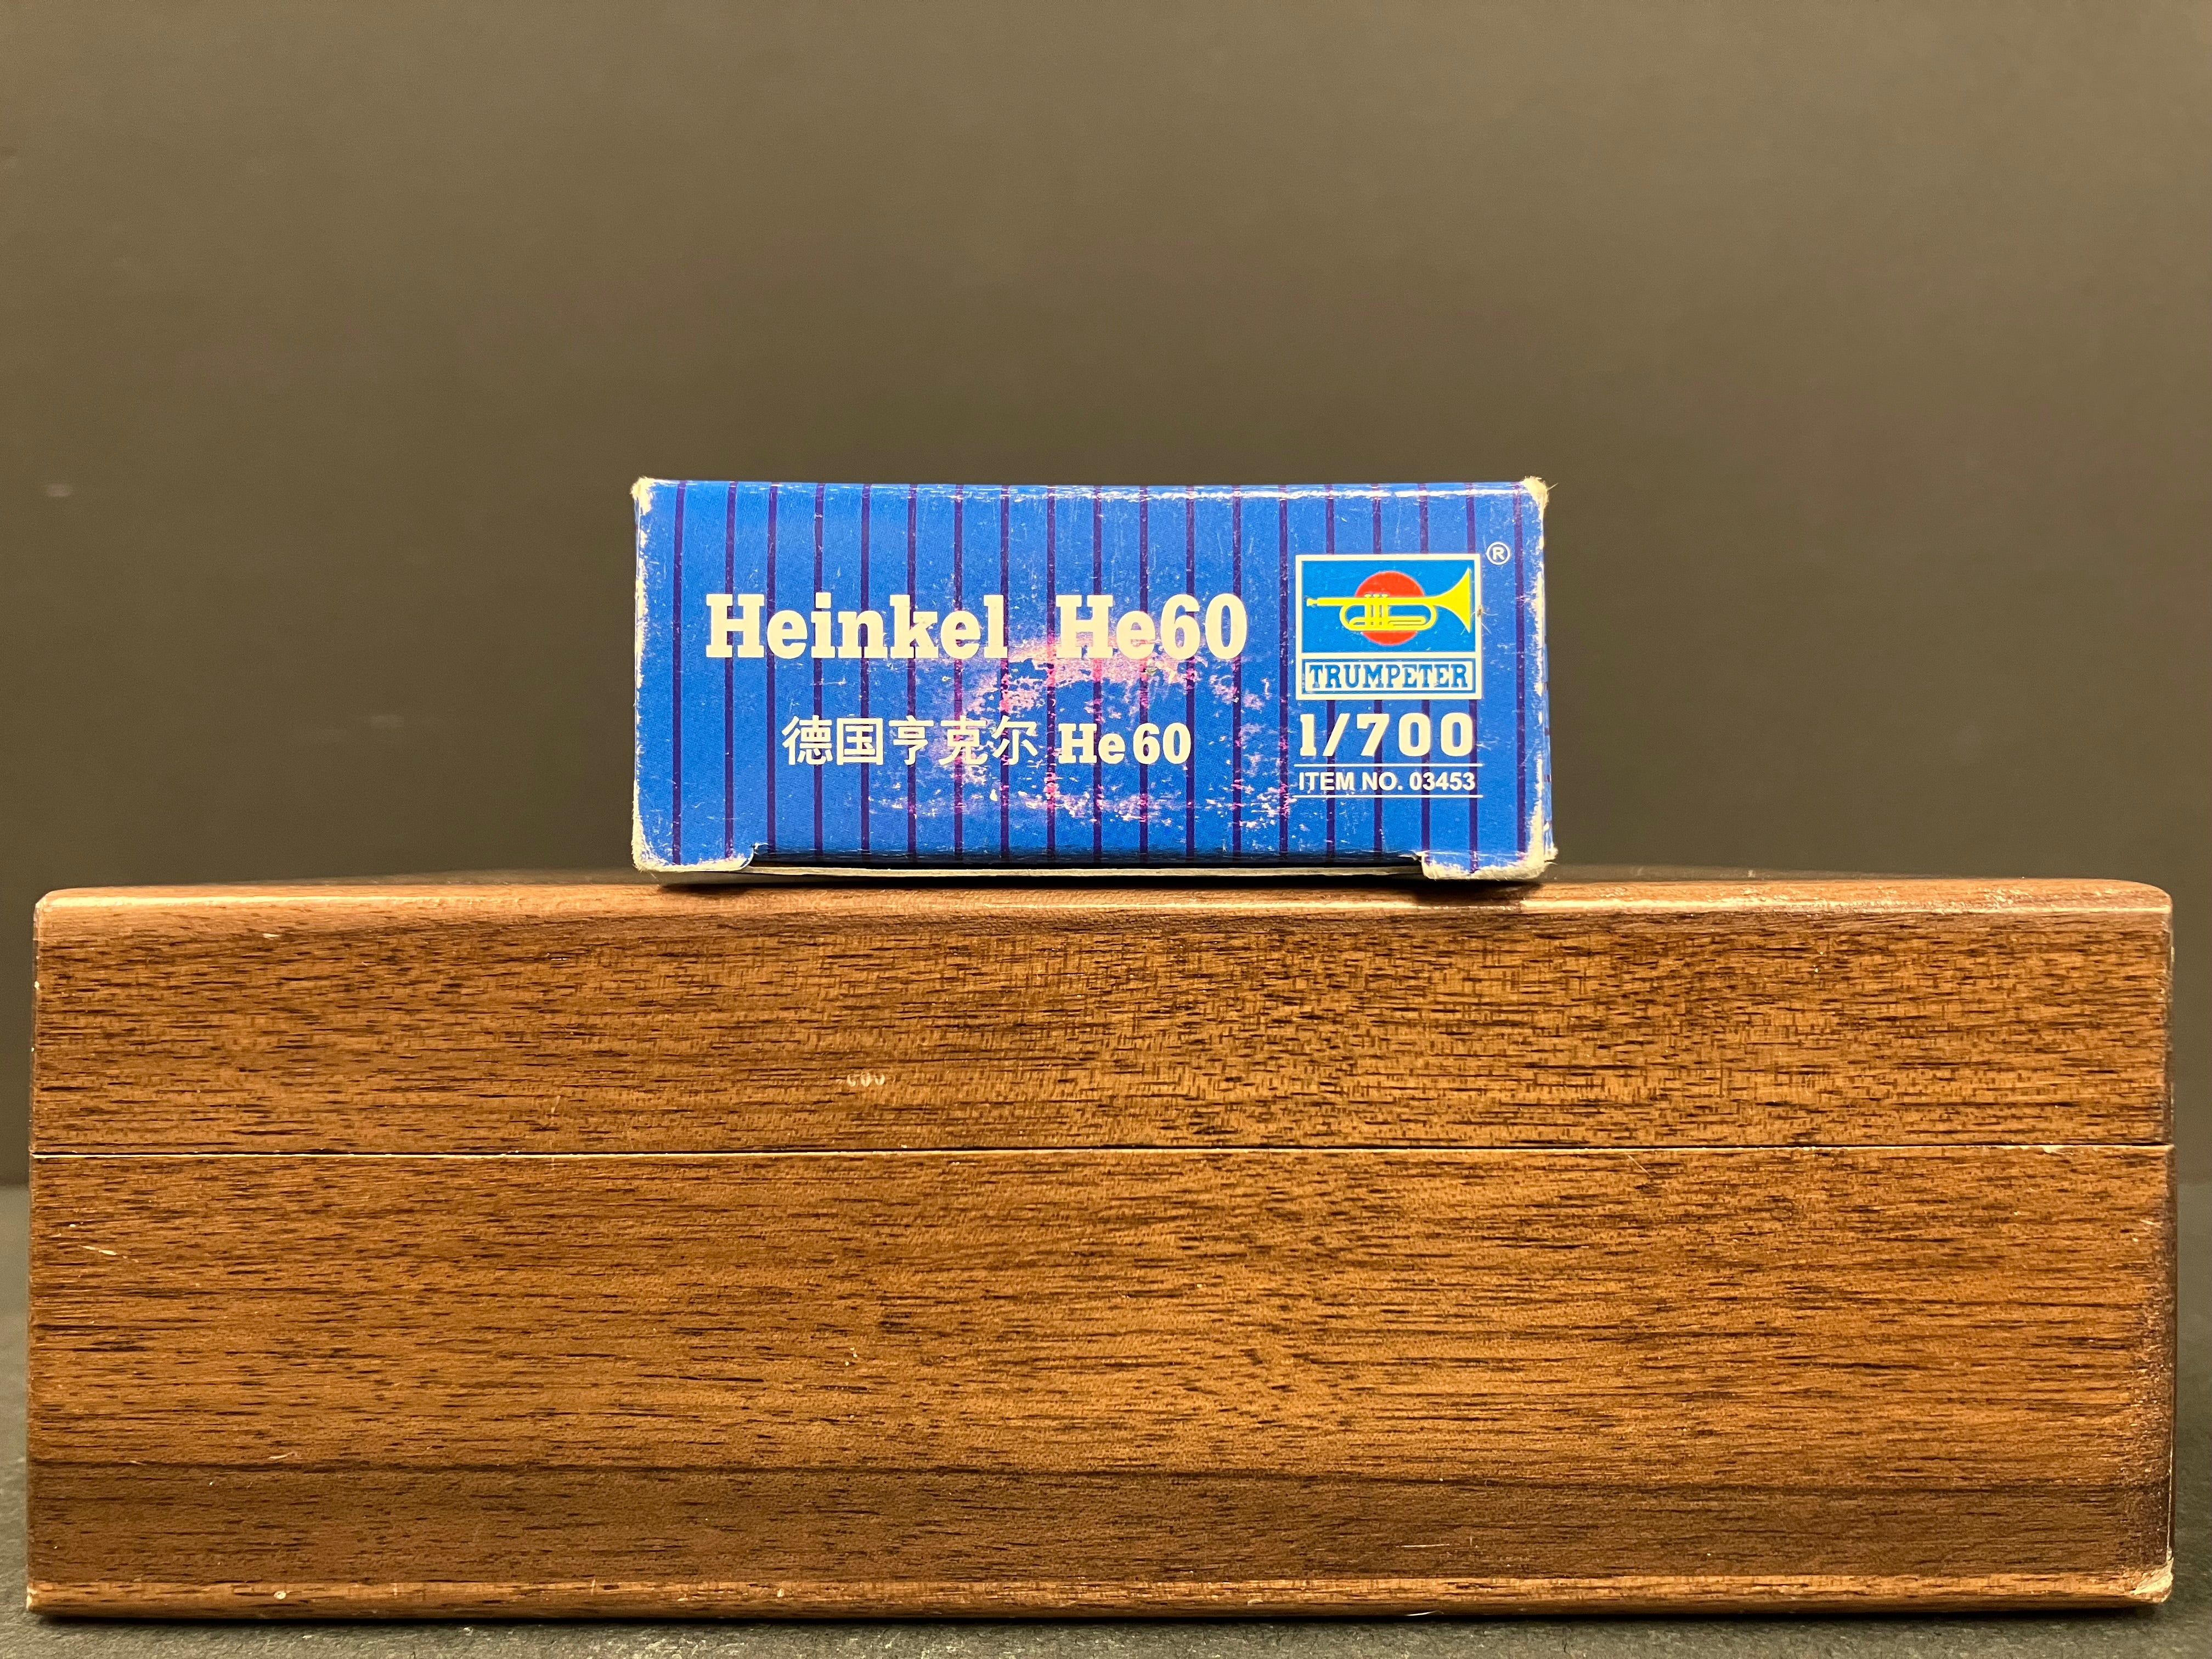 Heinkel He60
德国亨克尔 He60
®
TRUMPETER
1/700
ITEM NO. 03453